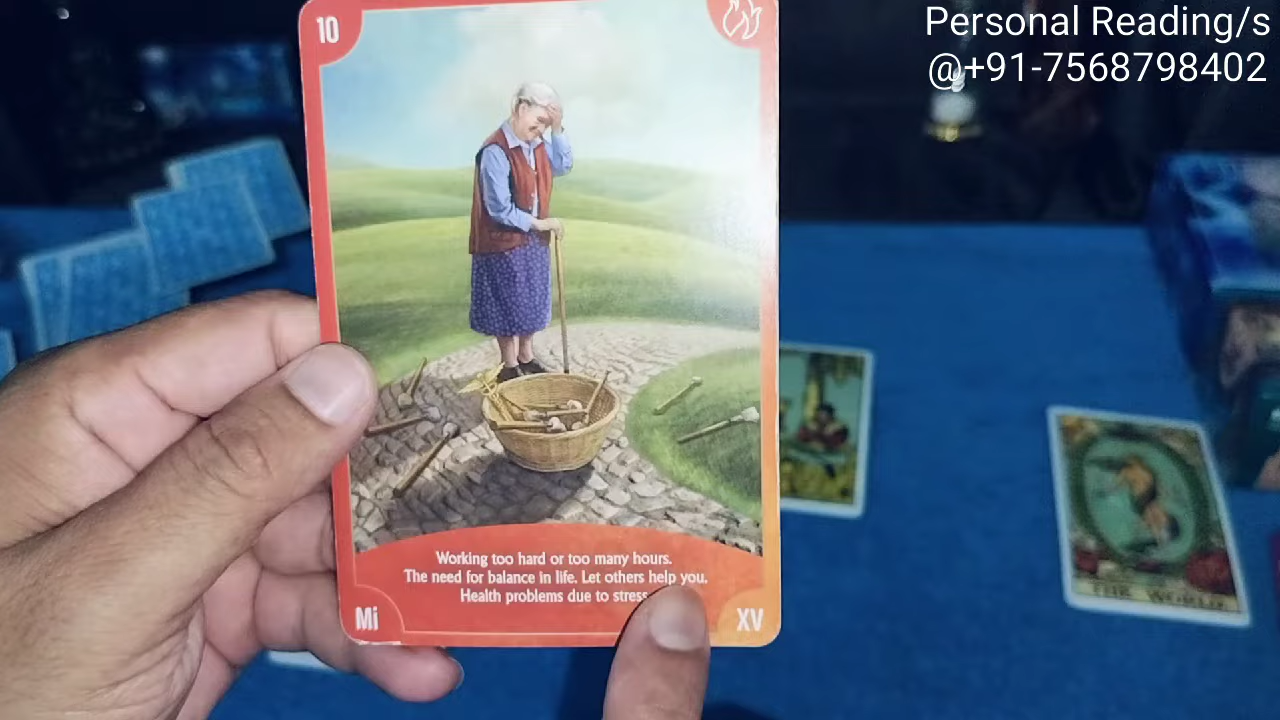 Personal Reading/s
@+91-7568798402
10
Working too hard or too many hours.
The need for balance in life. Let others help you.
Health problems due to stress
Mi
XV
THE WORLD